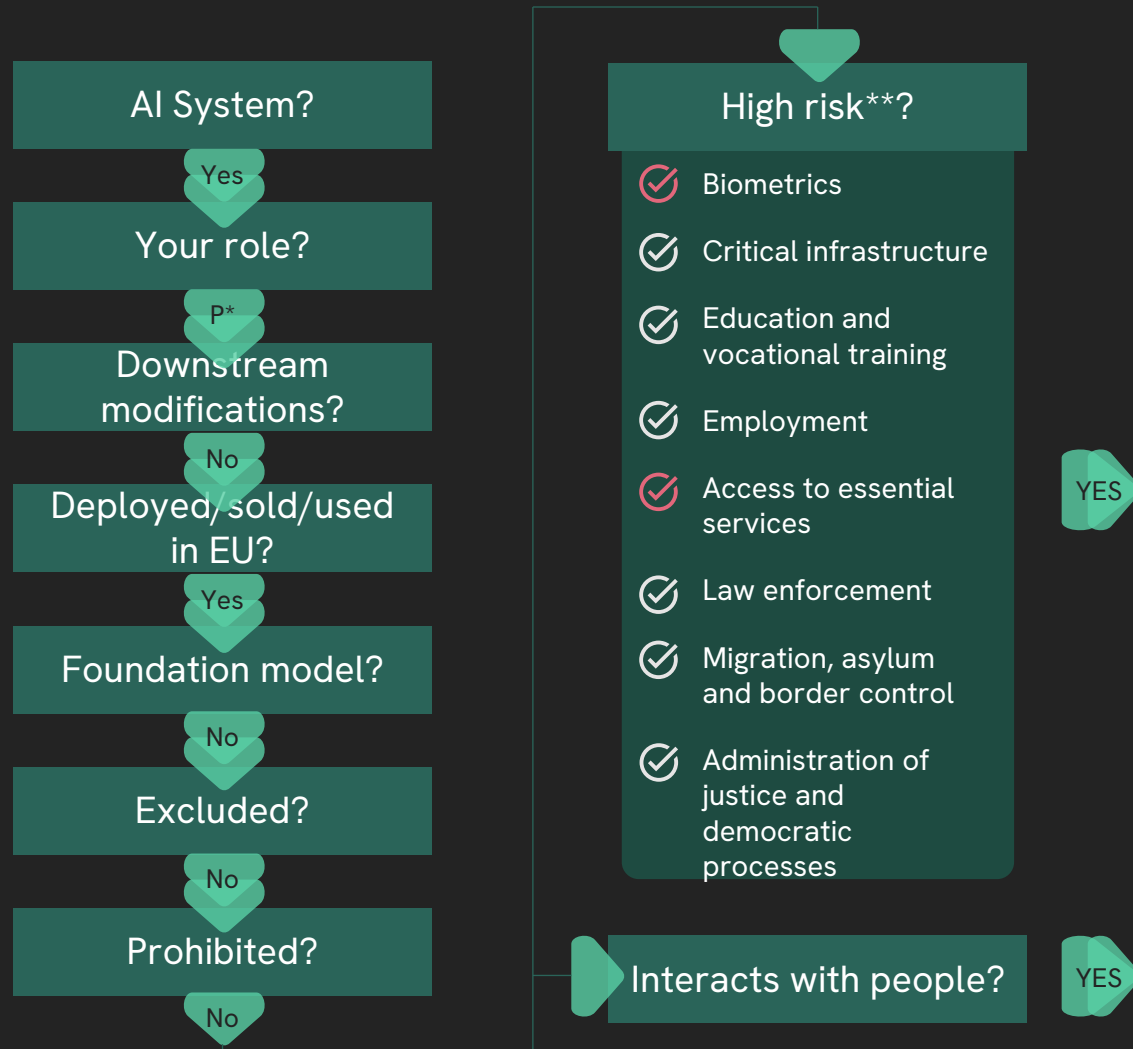 AI System?
Yes
Your role?
P*
Downstream
modifications?
No
Deployed/sold/used
in EU?
Yes
Foundation model?
No
Excluded?
No
Prohibited?
No
High risk**?
Biometrics
Critical infrastructure
Education and
vocational training
Employment
Access to essential
services
Law enforcement
Migration, asylum
and border control
Administration of
justice and
democratic
processes
YES
Interacts with people?
YES